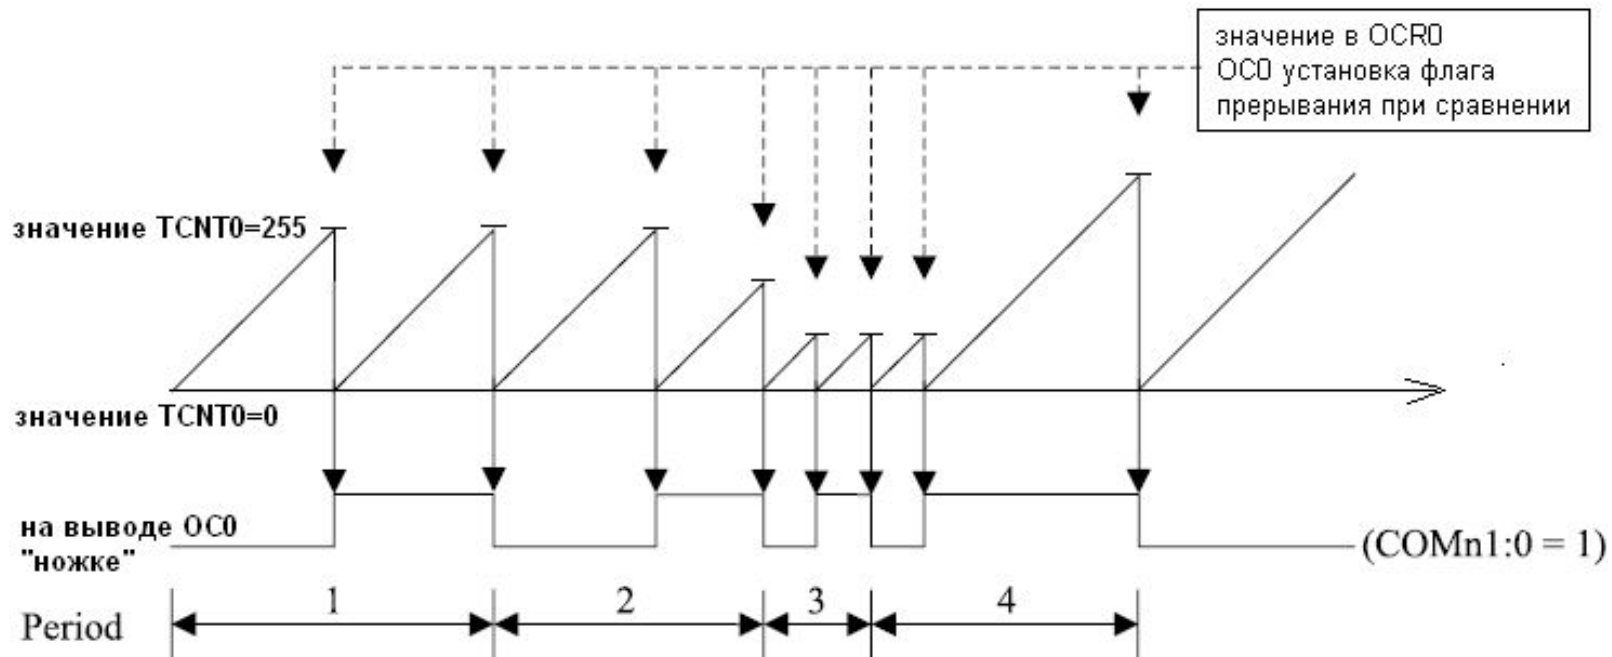 значение в OCR0
OC0 установка флага
прерывания при сравнении
значение TCNT0=255
значение TCNT0=0
на выводе OC0
"ножке"
(COMn1:0 = 1)
Period
1
2
3
4